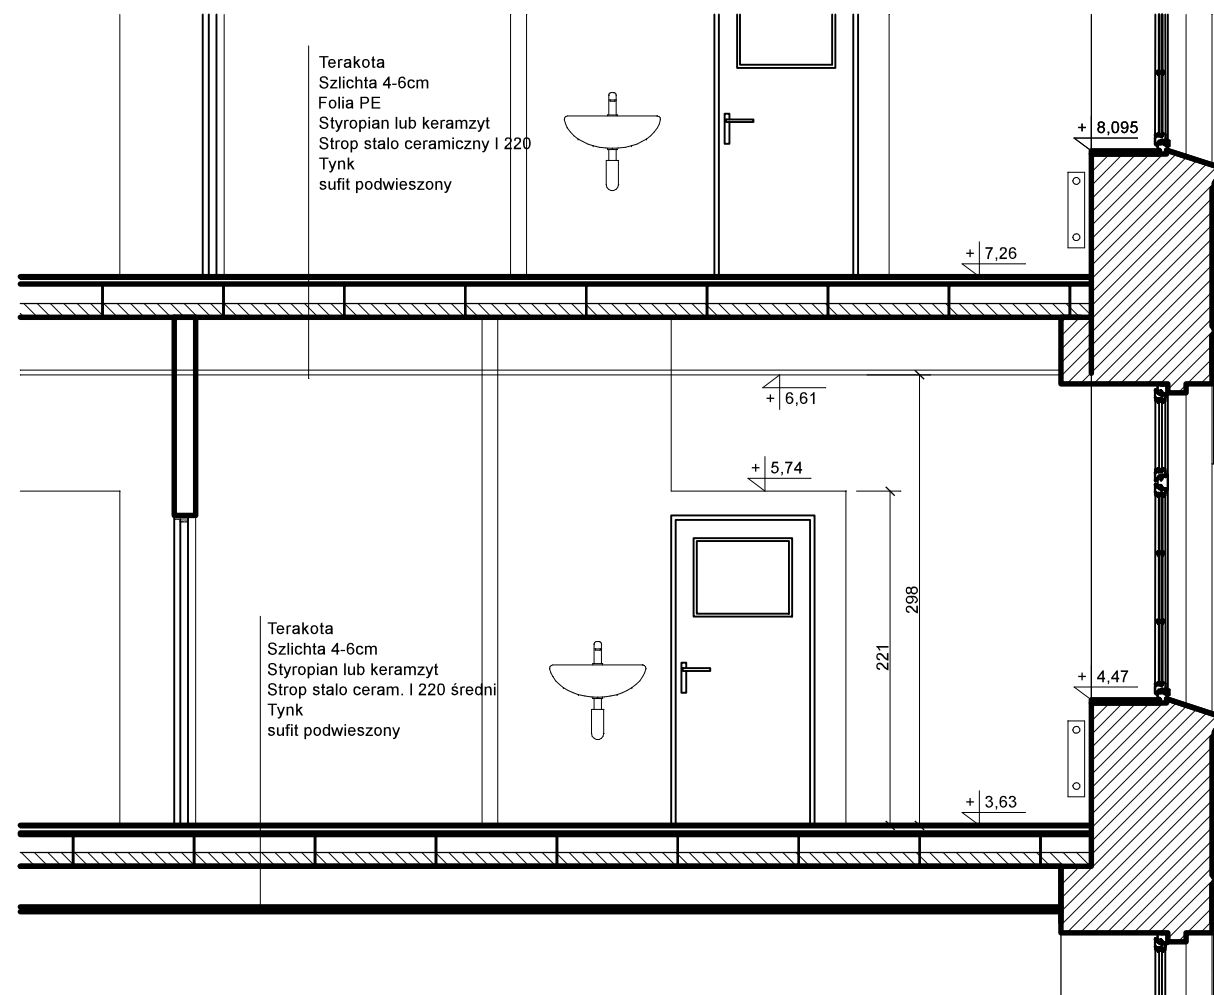 Terakota
Szlichta 4-6cm
Folia PE
Styropian lub keramzyt
Strop stalo ceramiczny I 220
Tynk
sufit podwieszony
+ 8,095
+ 7,26
+ 6,61
+ 5,74
298
221
Terakota
Szlichta 4-6cm
Styropian lub keramzyt
Strop stalo ceram. I 220 średni
Tynk
sufit podwieszony
+ 4,47
+ 3,63